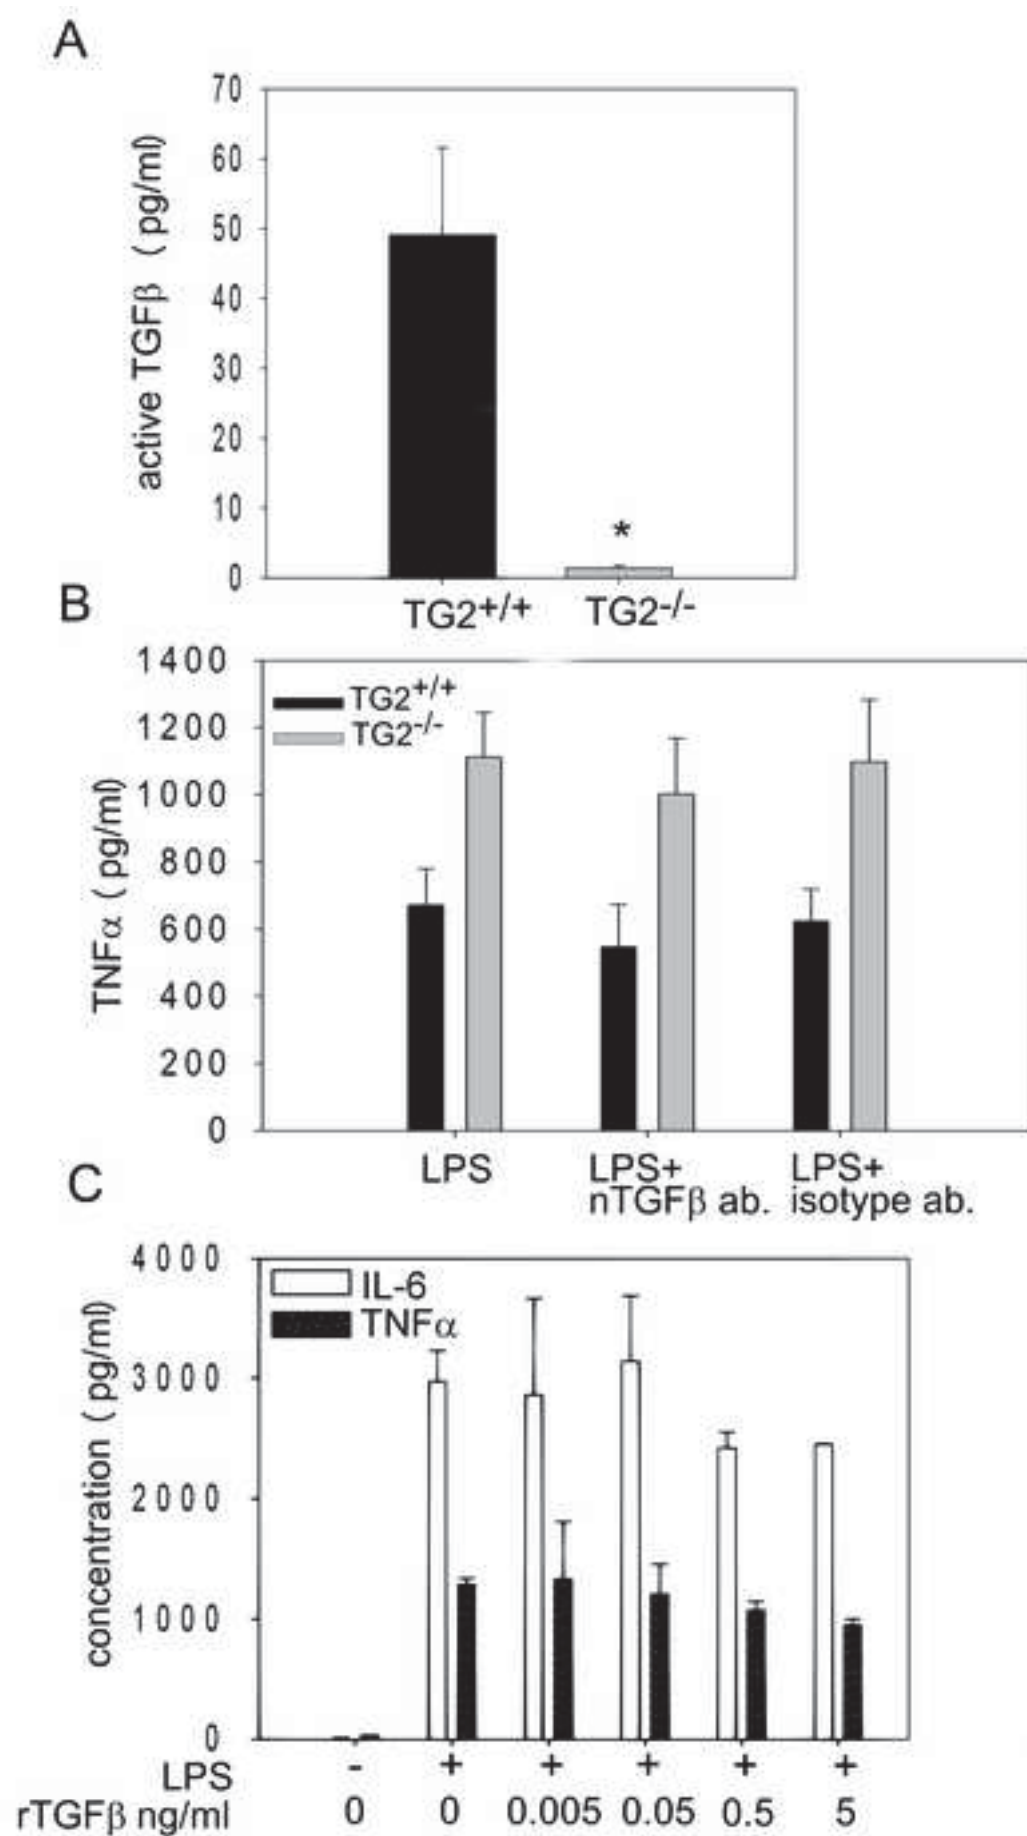 A
70
60
50
40
30
20
10
0
active TGFβ (pg/ml)
*
TG2+/+ TG2-/-
B
1400
1200
1000
800
600
400
200
0
TNFα (pg/ml)
TG2+/+
TG2-/-
LPS LPS+ LPS+
nTGFβ ab. isotype ab.
C
4000
3000
2000
1000
0
concentration (pg/ml)
IL-6
TNFα
LPS - + + + + +
rTGFβ ng/ml 0 0 0.005 0.05 0.5 5